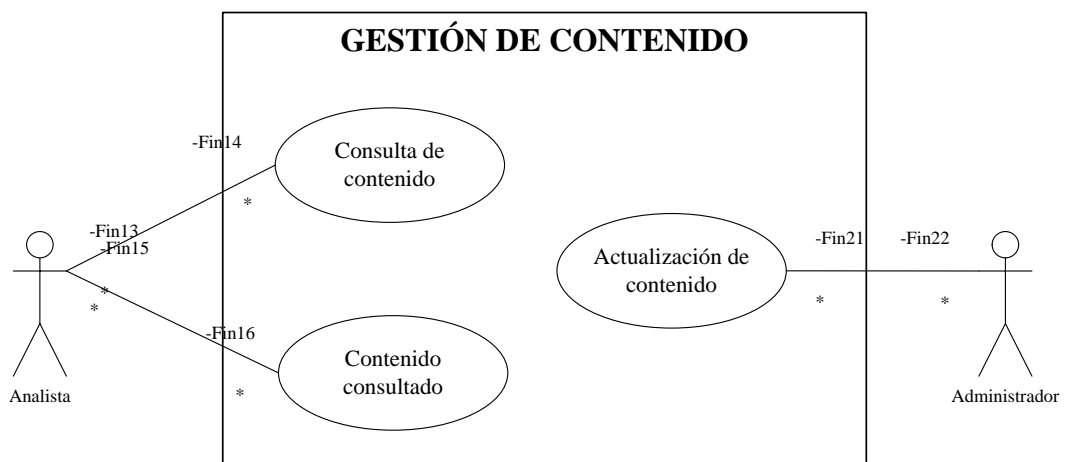 GESTIÓN DE CONTENIDO
-Fin14
Consulta de
contenido
*
-Fin13
-Fin15
*
*
-Fin16
Contenido
consultado
*
Analista
Actualización de
contenido
-Fin21
-Fin22
*
*
Administrador